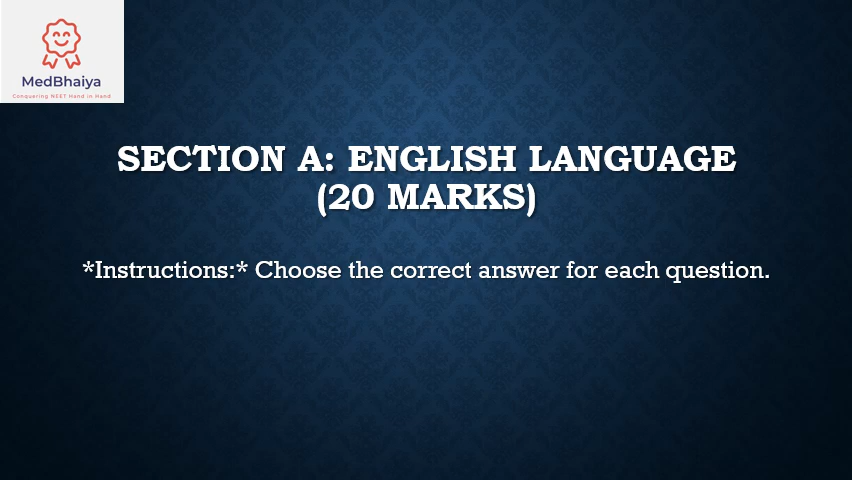 MedBhaiya
Conquering NEET Hand in Hand
SECTION A: ENGLISH LANGUAGE
(20 MARKS)
*Instructions:* Choose the correct answer for each question.